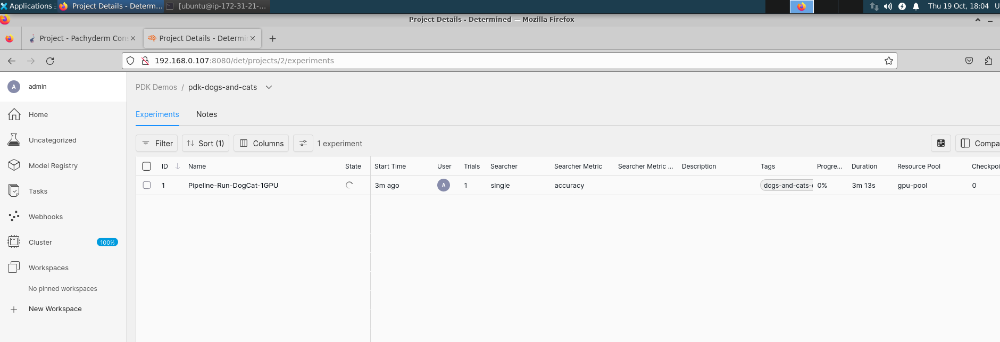 Applications Project Details - Determ... [ubuntu@ip-172-31-21-... Thu 19 Oct, 18:04 U
Project Details - Determined — Mozilla Firefox
Project - Pachyderm Con Project Details - Determi
192.168.0.107:8080/det/projects/2/experiments
A admin
PDK Demos / pdk-dogs-and-cats
Home
Experiments Notes
Uncategorized
Filter Sort (1) Columns 1 experiment Compa
Model Registry
ID Name State Start Time User Trials Searcher Searcher Metric Searcher Metric ... Description Tags Progre... Duration Resource Pool Checkpoi
1 Pipeline-Run-DogCat-1GPU 3m ago A 1 single accuracy dogs-and-cats- 0% 3m 13s gpu-pool 0
Tasks
Webhooks
Cluster 100%
Workspaces
No pinned workspaces
+ New Workspace